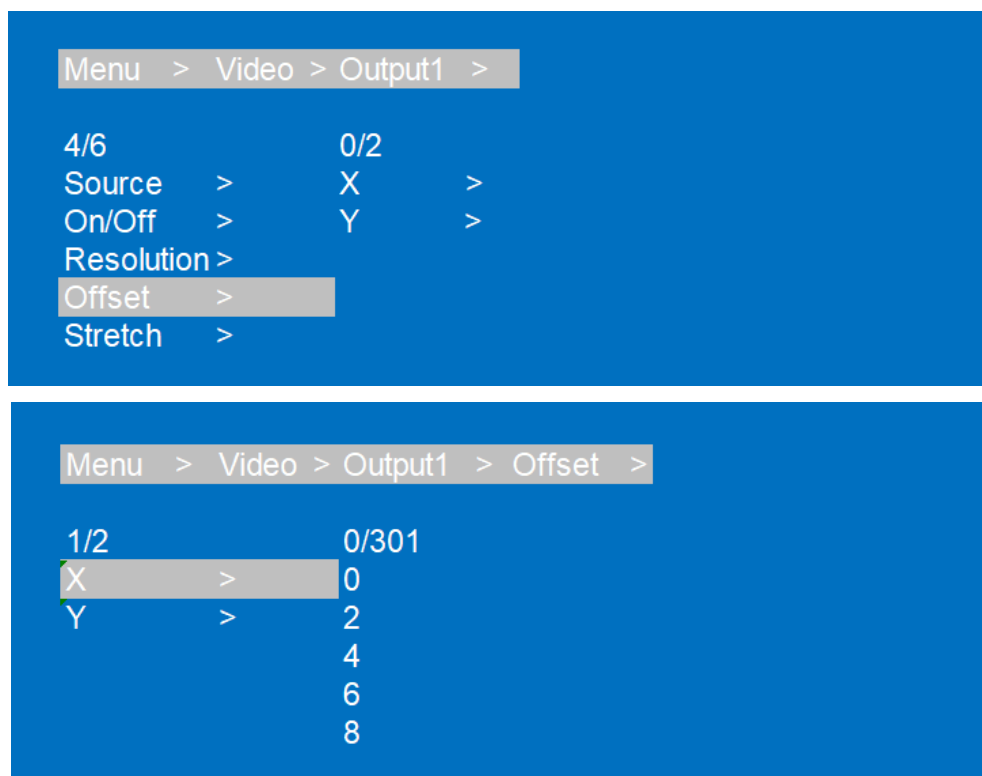 Menu > Video > Output1 >
4/6 0/2
Source > X >
On/Off > Y >
Resolution >
Offset >
Stretch >
Menu > Video > Output1 > Offset >
1/2 0/301
X > 0
Y > 2
4
6
8